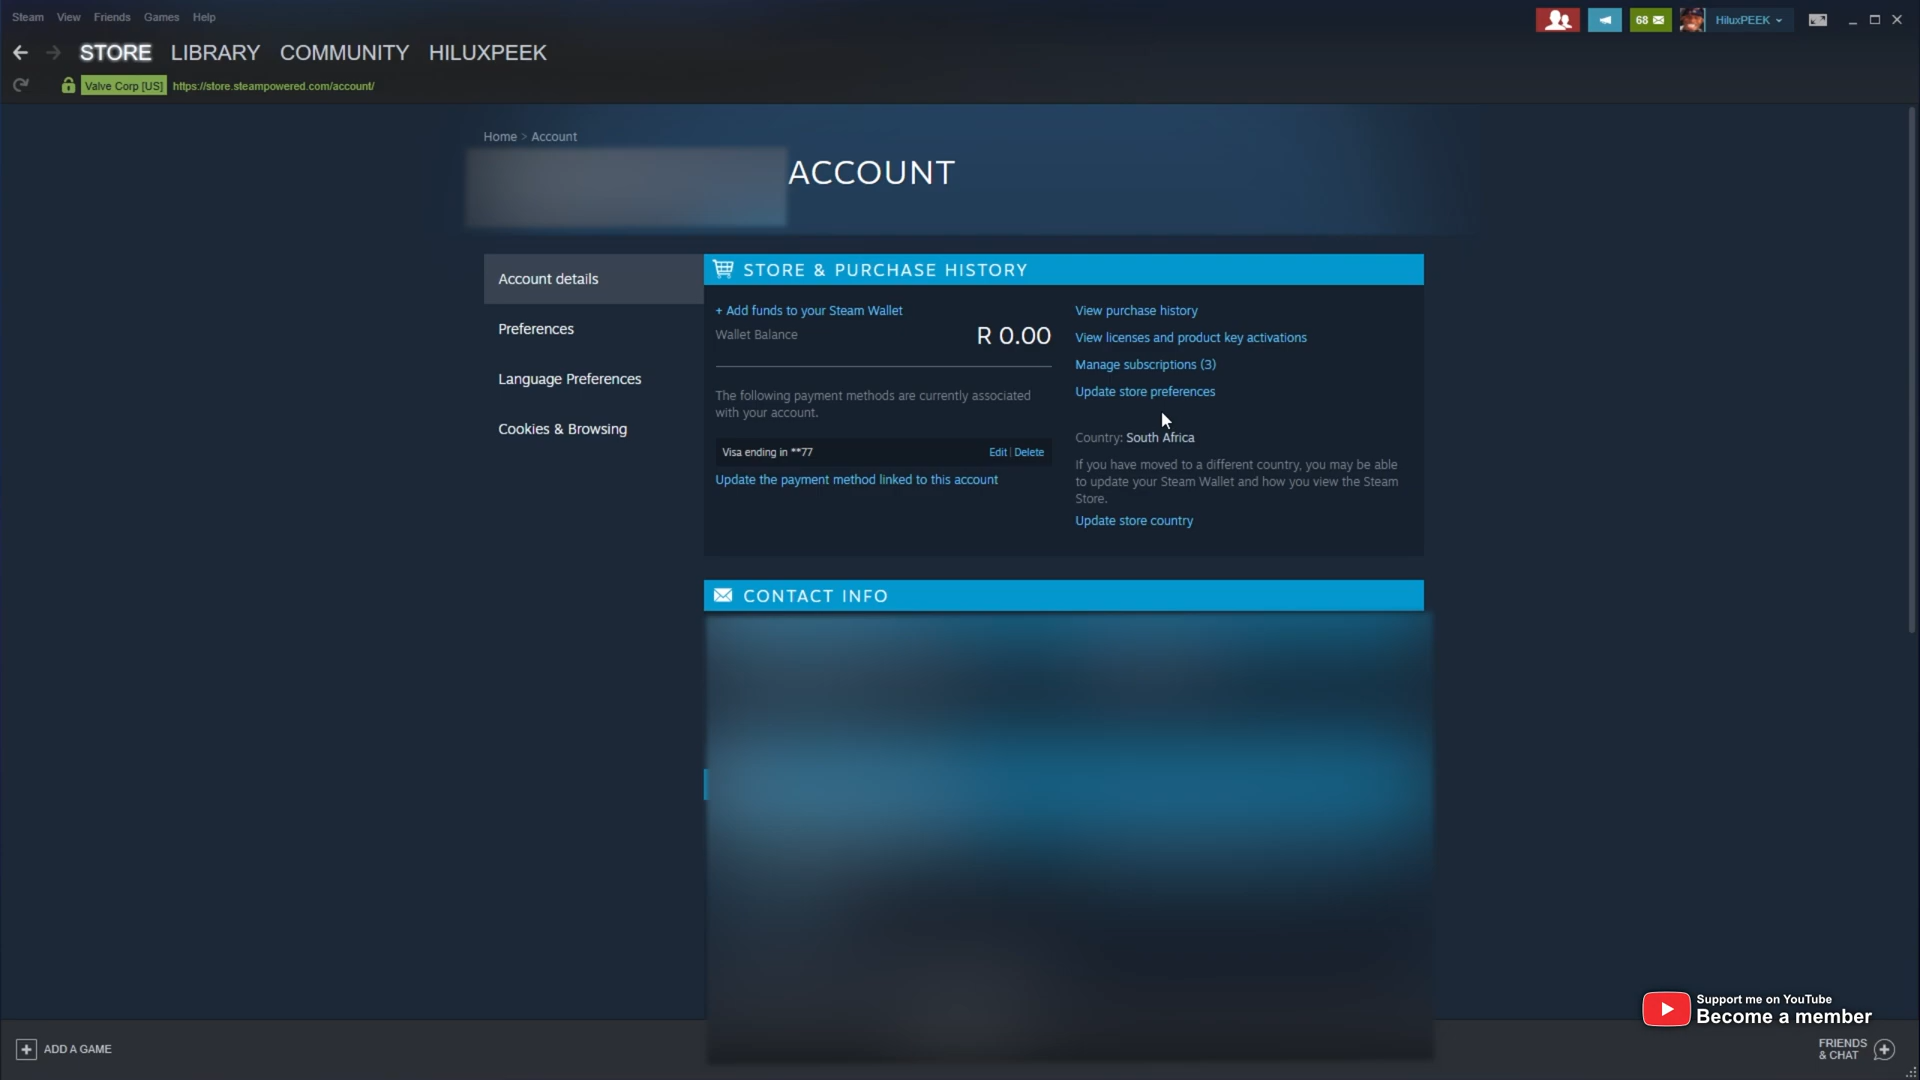 Steam View Friends Games Help
68
HiluxPEEK
STORE LIBRARY COMMUNITY HILUXPEEK
Valve Corp [US] https://store.steampowered.com/account/
Home > Account
ACCOUNT
Account details
Preferences
Language Preferences
Cookies & Browsing
STORE & PURCHASE HISTORY
+ Add funds to your Steam Wallet
Wallet Balance R 0.00
The following payment methods are currently associated
with your account.
Visa ending in **77 Edit | Delete
Update the payment method linked to this account
View purchase history
View licenses and product key activations
Manage subscriptions (3)
Update store preferences
Country: South Africa
If you have moved to a different country, you may be able
to update your Steam Wallet and how you view the Steam
Store.
Update store country
CONTACT INFO
Support me on YouTube
Become a member
ADD A GAME
FRIENDS
& CHAT